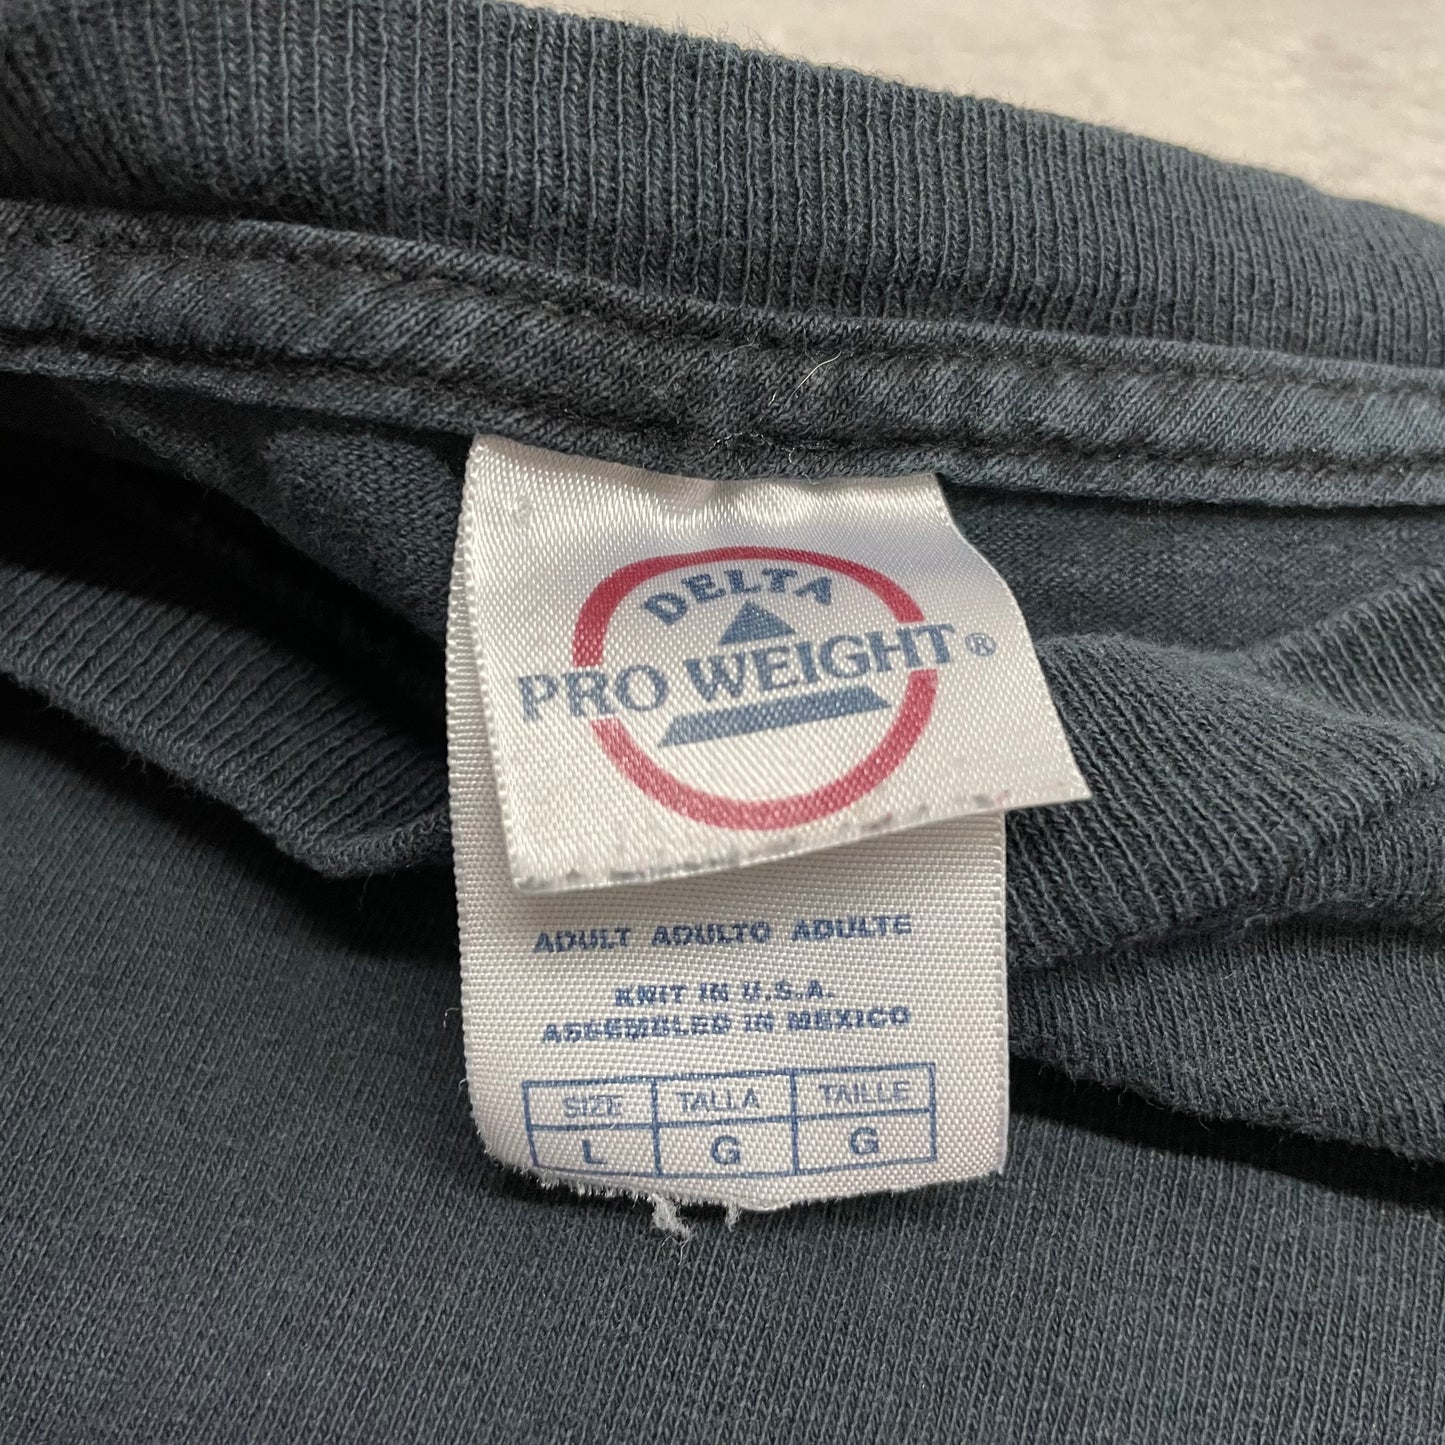 DELTA
PRO WEIGHT®
ADULT ADULTO ADULTE
KNIT IN U.S.A.
ASSEMBLED IN MEXICO
SIZE TALLA TAILLE
L G G